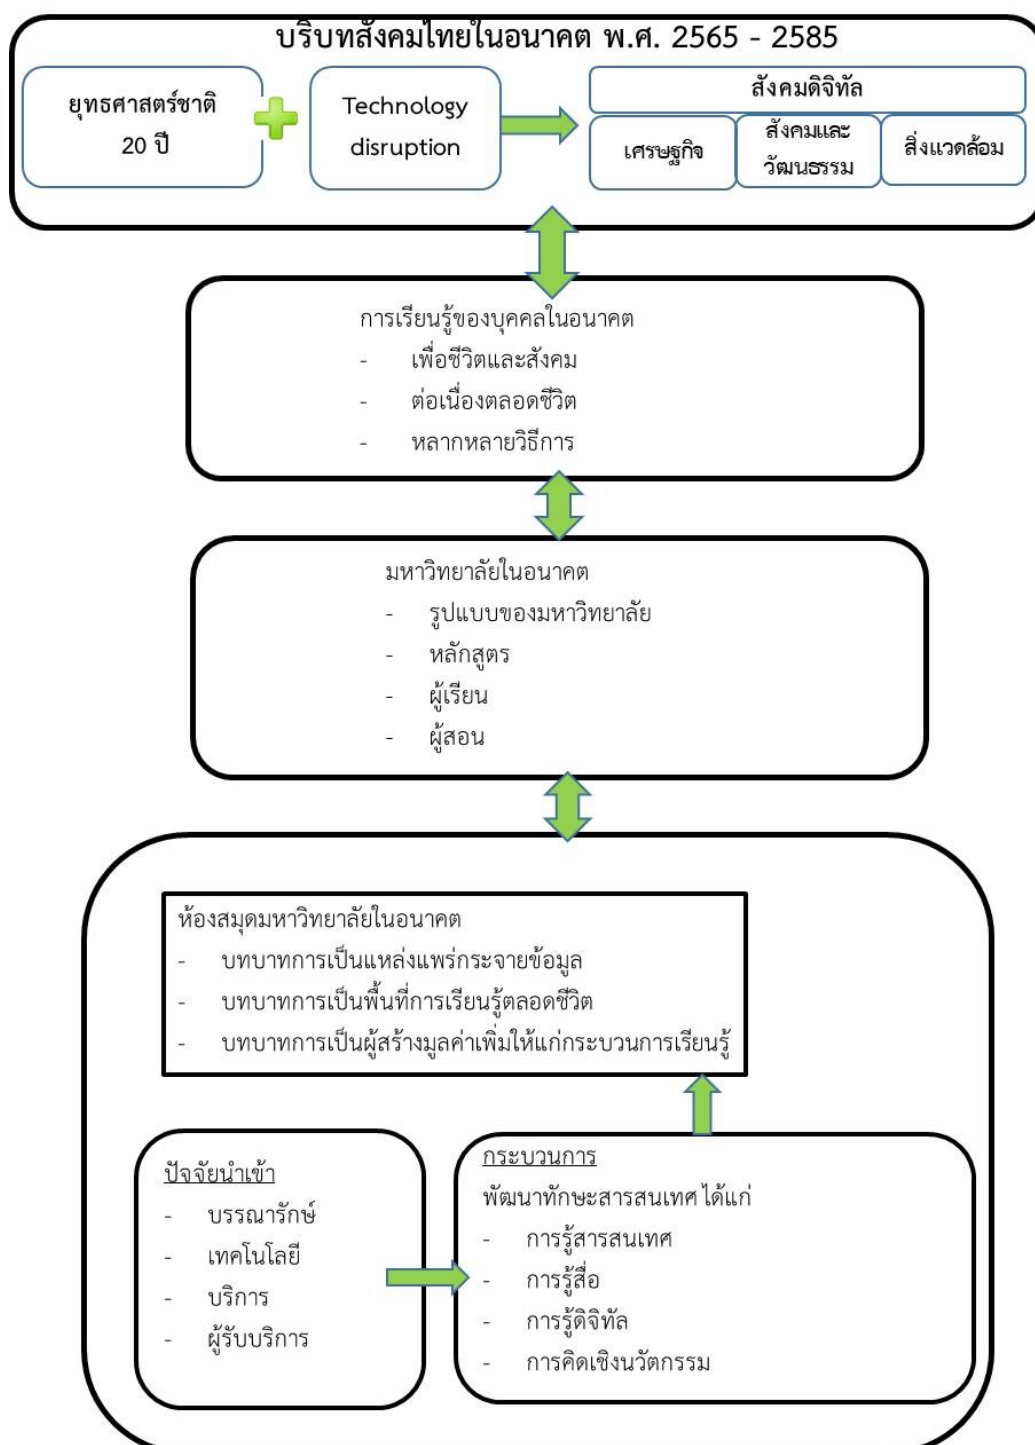 บริบทสังคมไทยในอนาคต พ.ศ. 2565 - 2585
ยุทธศาสตร์ชาติ
20 ปี
Technology
disruption
สังคมดิจิทัล
เศรษฐกิจ
สังคมและ
วัฒนธรรม
สิ่งแวดล้อม
การเรียนรู้ของบุคคลในอนาคต
- เพื่อชีวิตและสังคม
- ต่อเนื่องตลอดชีวิต
- หลากหลายวิธีการ
มหาวิทยาลัยในอนาคต
- รูปแบบของมหาวิทยาลัย
- หลักสูตร
- ผู้เรียน
- ผู้สอน
ห้องสมุดมหาวิทยาลัยในอนาคต
- บทบาทการเป็นแหล่งแพร่กระจายข้อมูล
- บทบาทการเป็นพื้นที่การเรียนรู้ตลอดชีวิต
- บทบาทการเป็นผู้สร้างมูลค่าเพิ่มให้แก่กระบวนการเรียนรู้
ปัจจัยนำเข้า
- บรรณารักษ์
- เทคโนโลยี
- บริการ
- ผู้รับบริการ
กระบวนการ
พัฒนาทักษะสารสนเทศ ได้แก่
- การรู้สารสนเทศ
- การรู้สื่อ
- การรู้ดิจิทัล
- การคิดเชิงนวัตกรรม